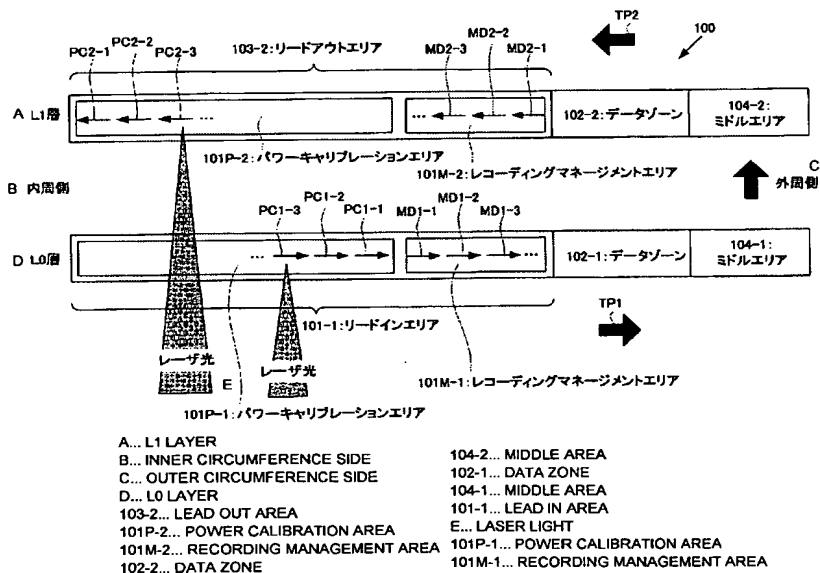 TP2
100
PC2-1
PC2-2
PC2-3
103-2:リードアウトエリア
MD2-3
MD2-2
MD2-1
A L1層
...
...
102-2:データゾーン
104-2:
ミドルエリア
101P-2:パワーキャリブレーションエリア
101M-2:レコーディングマネージメントエリア
B 内周側
C
外周側
PC1-3
PC1-2
PC1-1
MD1-1
MD1-2
MD1-3
D L0層
...
...
102-1:データゾーン
104-1:
ミドルエリア
TP1
101-1:リードインエリア
レーザ光
E
レーザ光
101M-1:レコーディングマネージメントエリア
101P-1:パワーキャリブレーションエリア
A... L1 LAYER
B... INNER CIRCUMFERENCE SIDE
C... OUTER CIRCUMFERENCE SIDE
D... L0 LAYER
103-2... LEAD OUT AREA
101P-2... POWER CALIBRATION AREA
101M-2... RECORDING MANAGEMENT AREA
102-2... DATA ZONE
104-2... MIDDLE AREA
102-1... DATA ZONE
104-1... MIDDLE AREA
101-1... LEAD IN AREA
E... LASER LIGHT
101P-1... POWER CALIBRATION AREA
101M-1... RECORDING MANAGEMENT AREA